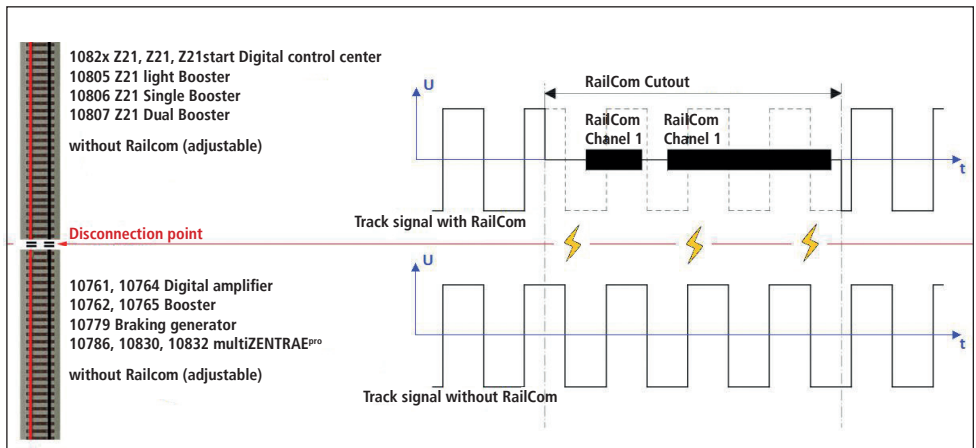 1082x Z21, Z21, Z21start Digital control center
10805 Z21 light Booster
10806 Z21 Single Booster
10807 Z21 Dual Booster
without Railcom (adjustable)
Disconnection point
10761, 10764 Digital amplifier
10762, 10765 Booster
10779 Braking generator
10786, 10830, 10832 multiZENTRAEpro
without Railcom (adjustable)
U
RailCom Cutout
RailCom
Chanel 1
RailCom
Chanel 1
t
Track signal with RailCom
U
t
Track signal without RailCom